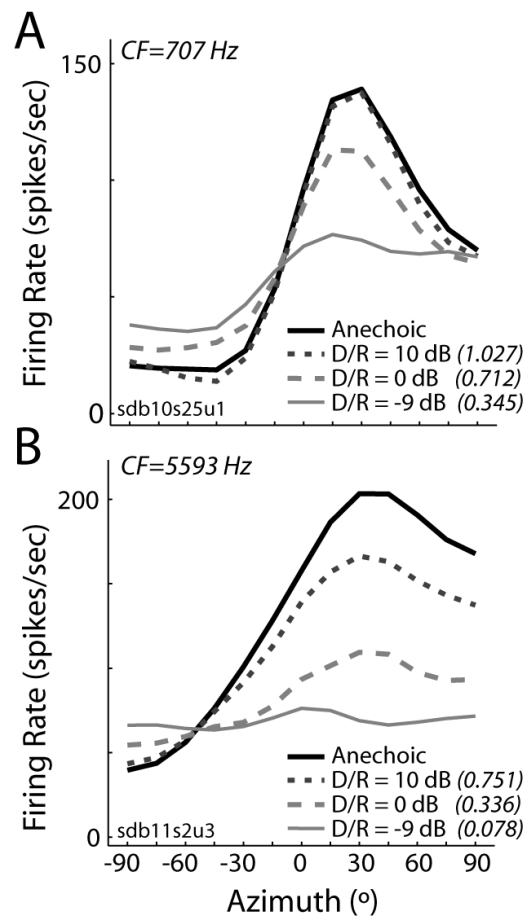 A
CF=707 Hz
150
Firing Rate (spikes/sec)
Anechoic
D/R = 10 dB (1.027)
D/R = 0 dB (0.712)
D/R = -9 dB (0.345)
0
sdb10s25u1
B
CF=5593 Hz
200
Firing Rate (spikes/sec)
Anechoic
D/R = 10 dB (0.751)
D/R = 0 dB (0.336)
D/R = -9 dB (0.078)
0
sdb11s2u3
-90 -60 -30 0 30 60 90
Azimuth (º)